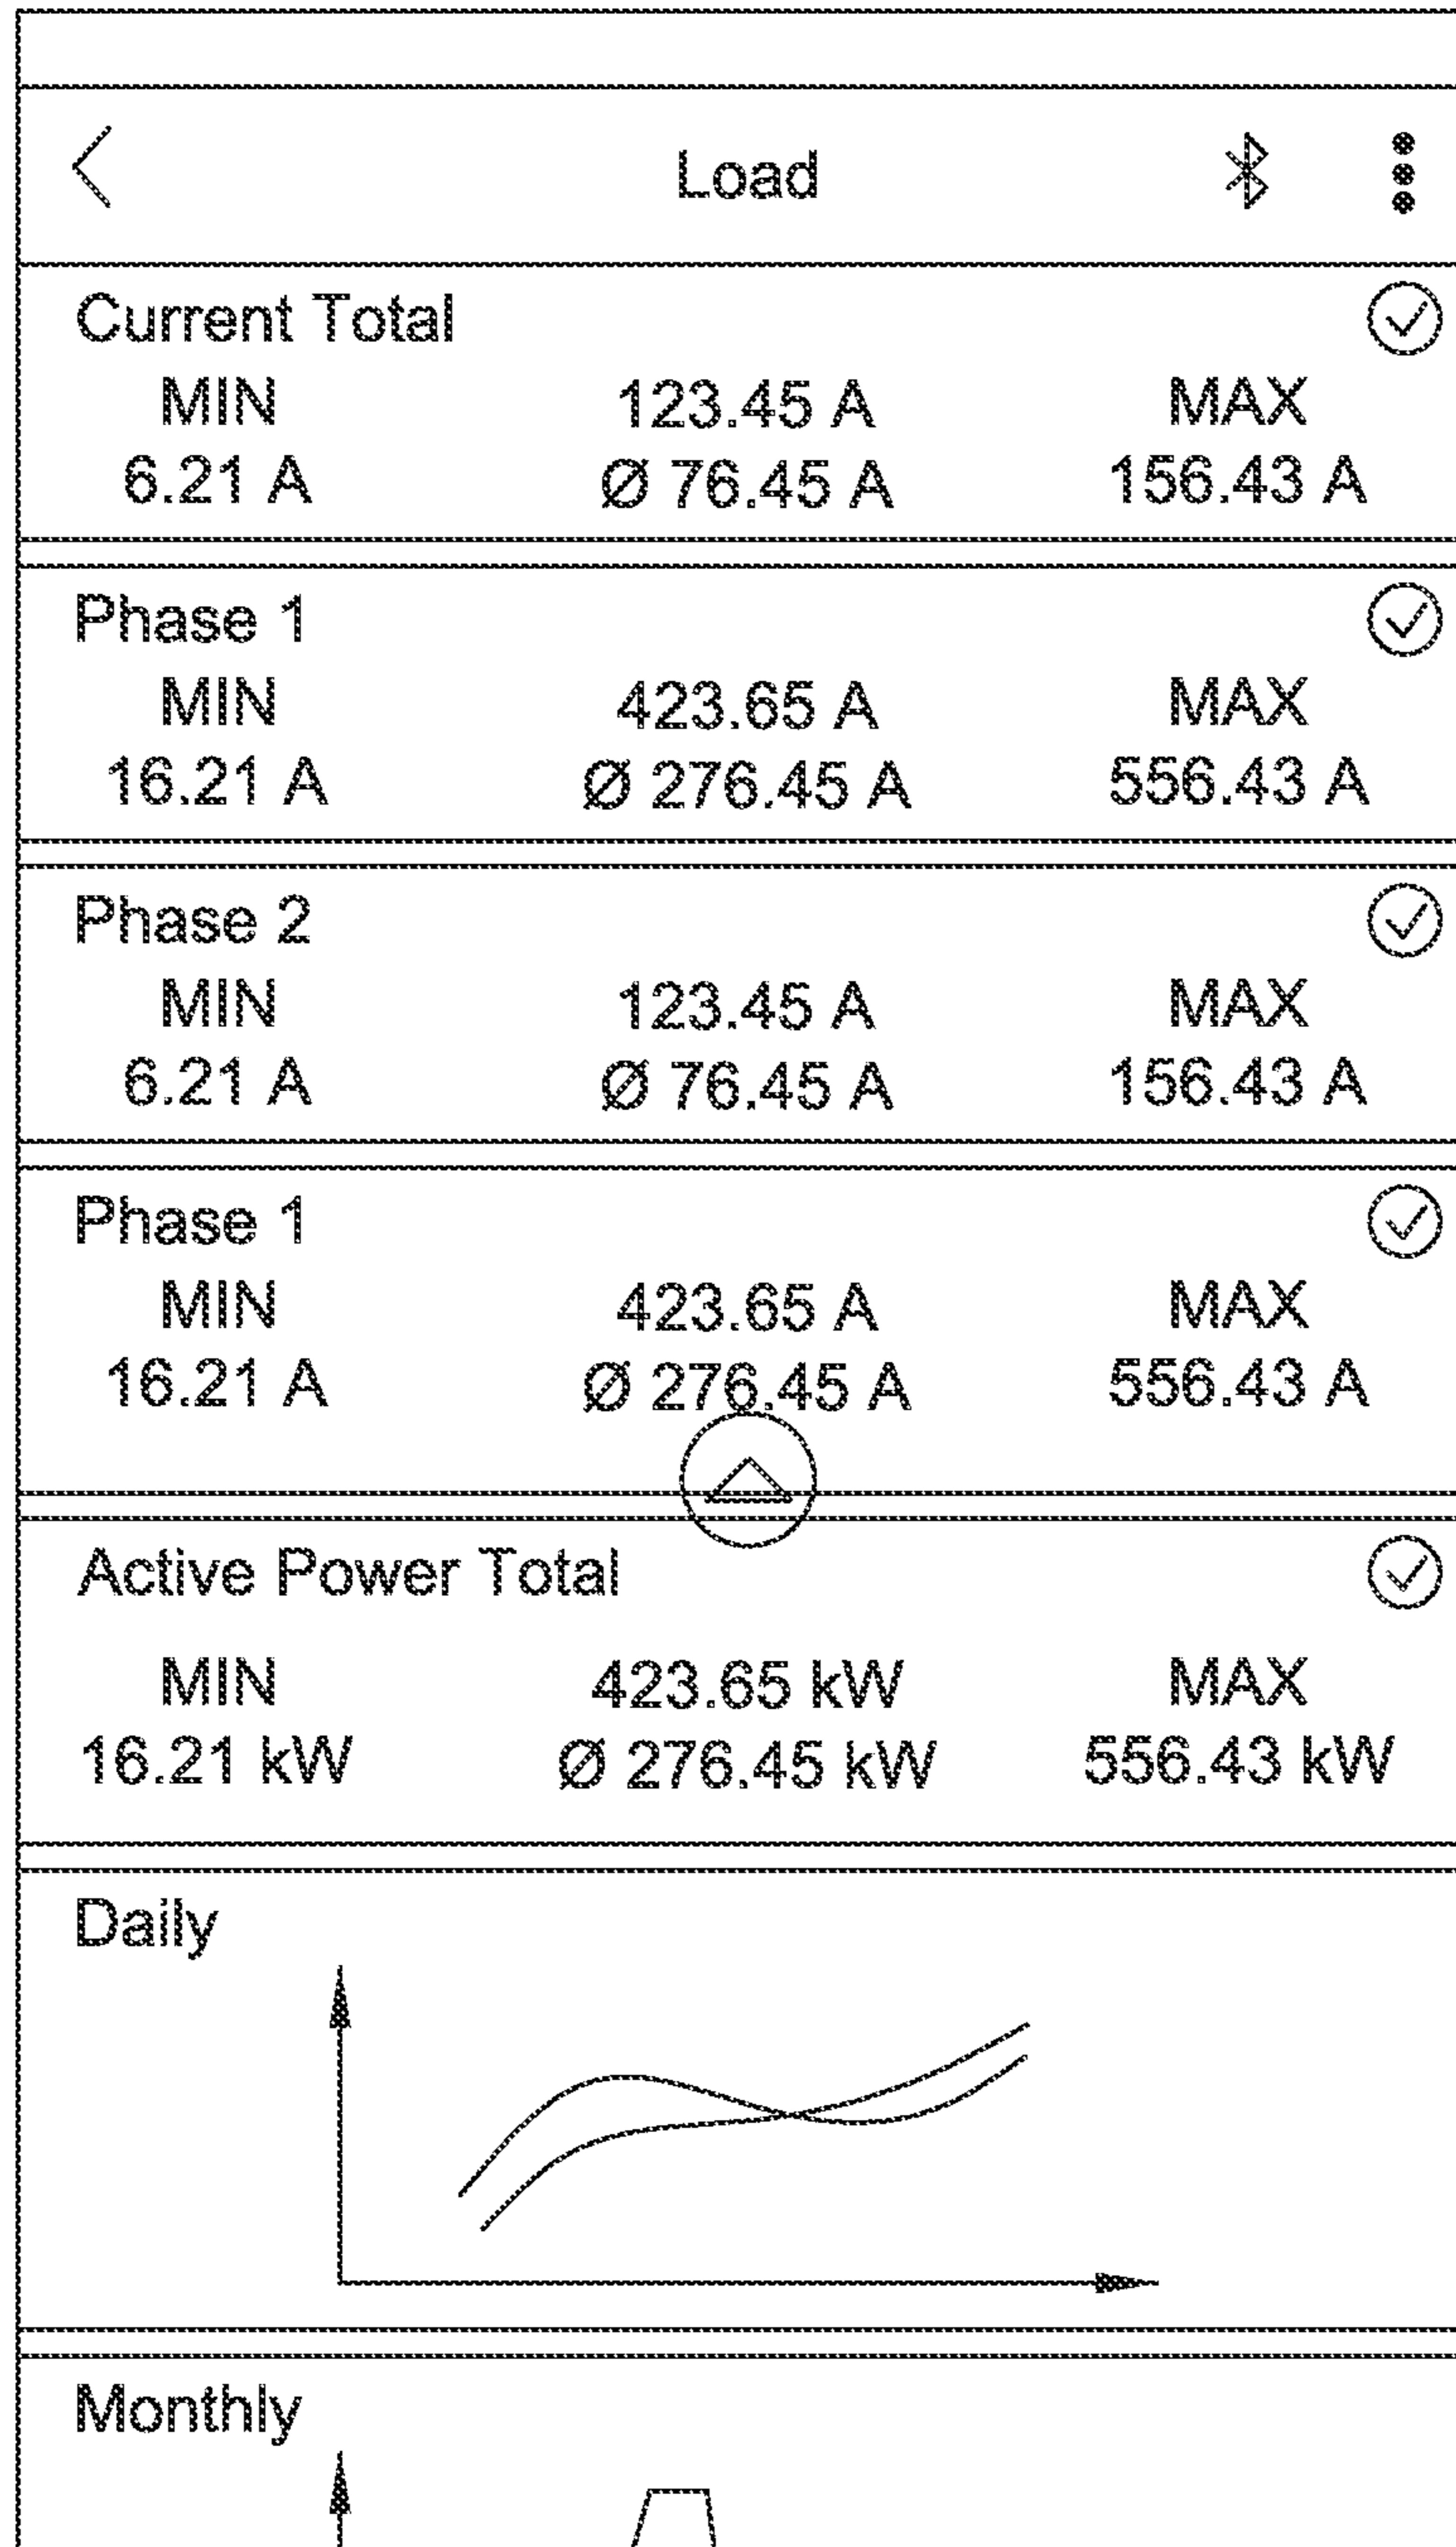 Load
Current Total
MIN 123.45 A MAX
6.21 A Ø 76.45 A 156.43 A
Phase 1
MIN 423.65 A MAX
16.21 A Ø 276.45 A 556.43 A
Phase 2
MIN 123.45 A MAX
6.21 A Ø 76.45 A 156.43 A
Phase 1
MIN 423.65 A MAX
16.21 A Ø 276.45 A 556.43 A
Active Power Total
MIN 423.65 kW MAX
16.21 kW Ø 276.45 kW 556.43 kW
Daily
Monthly